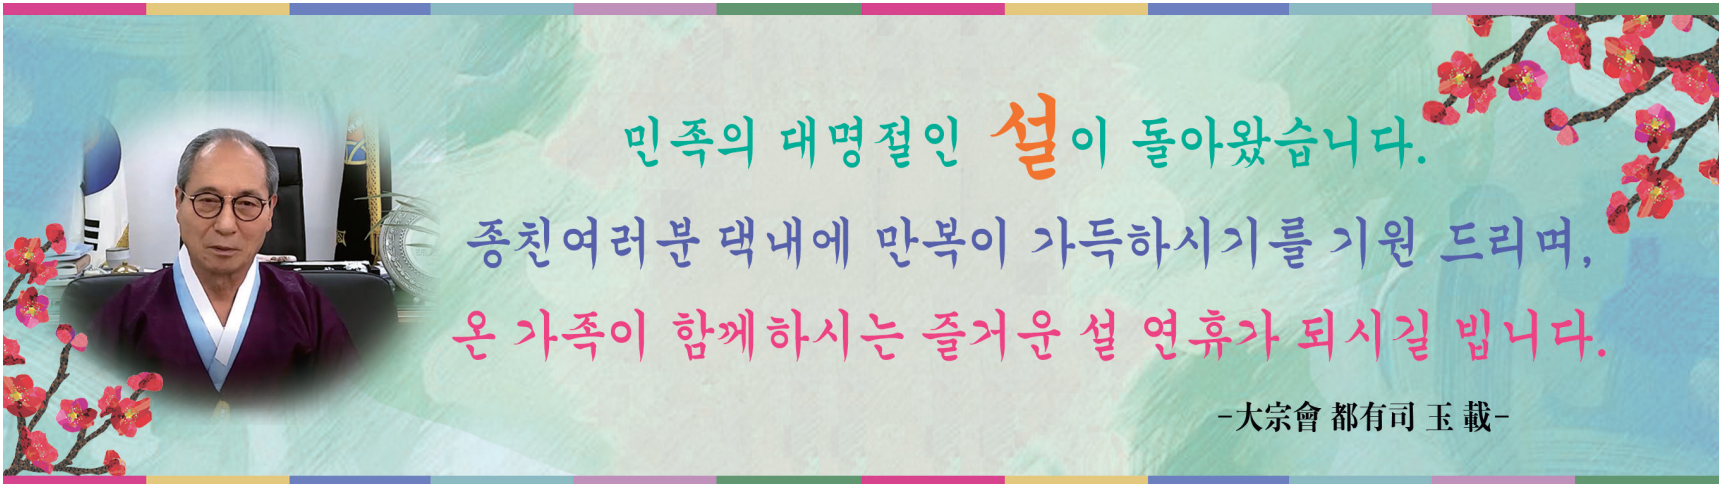 민족의 대명절인 설이 돌아왔습니다.
종친여러분 댁내에 만복이 가득하시기를 기원 드리며,
온 가족이 함께하시는 즐거운 설 연휴가 되시길 빕니다.
-大宗會 都有司 玉 載-